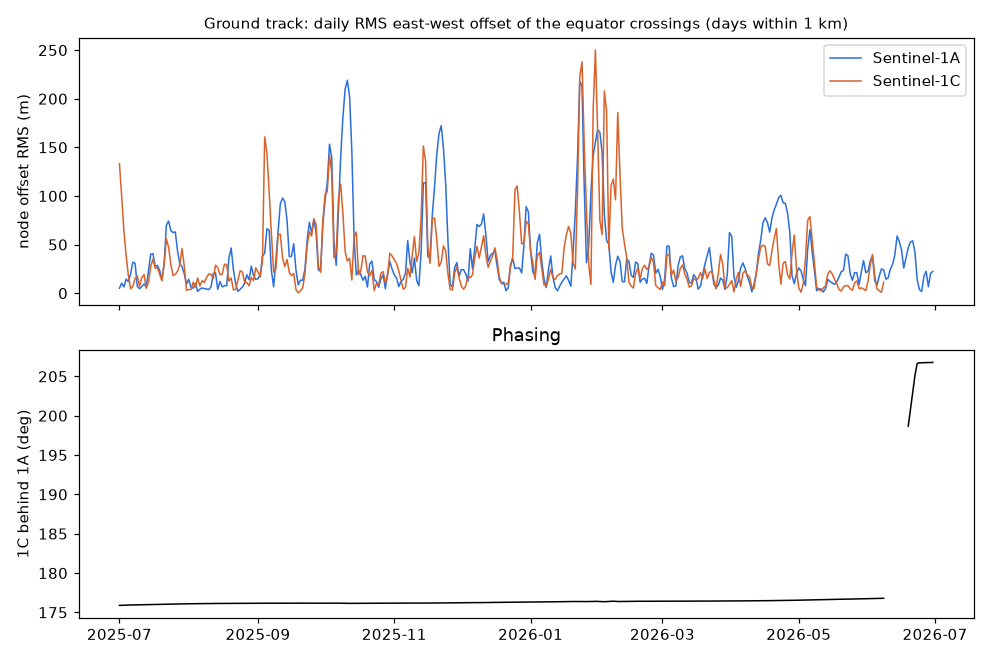 Ground track: daily RMS east-west offset of the equator crossings (days within 1 km)
node offset RMS (m)
250
200
150
100
50
0
Sentinel-1A
Sentinel-1C
Phasing
1C behind 1A (deg)
205
200
195
190
185
180
175
2025-07 2025-09 2025-11 2026-01 2026-03 2026-05 2026-07